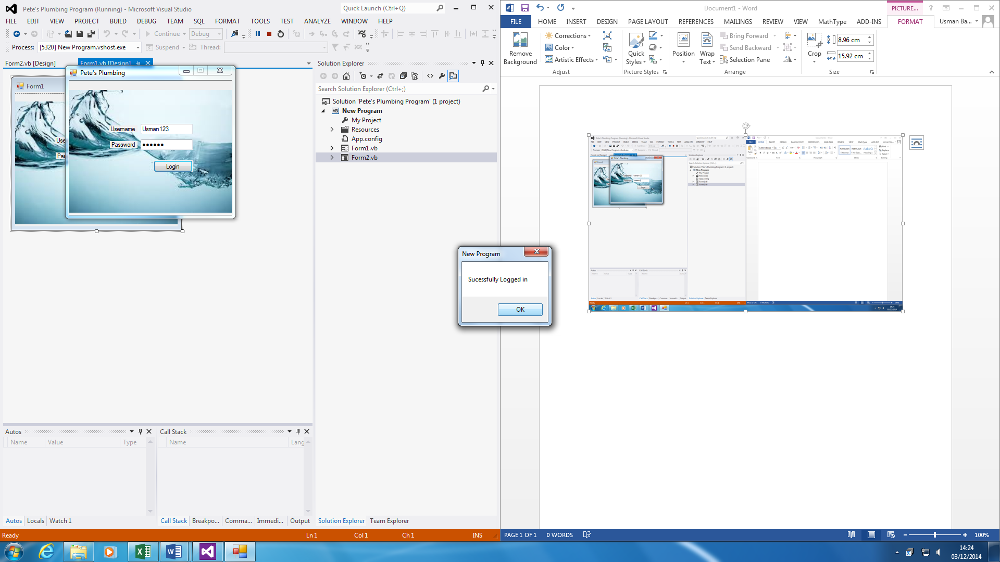 Pete's Plumbing Program (Running) - Microsoft Visual Studio
Quick Launch (Ctrl+Q)
FILE EDIT VIEW PROJECT BUILD DEBUG TEAM SQL FORMAT TOOLS TEST ANALYZE WINDOW HELP
Continue Debug
Process: [5320] New Program.vshost.exe Suspend Thread:
Form2.vb [Design] Form1.vb [Design]
Form1
Use
Pas
Pete's Plumbing
Username Usman123
Password ●●●●●●
Login
Solution Explorer
Search Solution Explorer (Ctrl+;)
Solution 'Pete's Plumbing Program' (1 project)
VB New Program
My Project
Resources
App.config
Form1.vb
Form2.vb
Autos
Name Value Type
Call Stack
Name Lang
Autos Locals Watch 1
Call Stack Breakpo... Comma... Immedi... Output
Solution Explorer Team Explorer
Ready Ln 1 Col 1 Ch 1 INS
New Program
Sucessfully Logged in
OK
Document1 - Word
PICTURE...
FILE HOME INSERT DESIGN PAGE LAYOUT REFERENCES MAILINGS REVIEW VIEW MathType ADD-INS FORMAT Usman Ba...
Remove Background
Corrections
Color
Artistic Effects
Adjust
Quick Styles
Picture Styles
Position
Wrap Text
Bring Forward
Send Backward
Selection Pane
Arrange
Crop
8.96 cm
15.92 cm
Size
PAGE 1 OF 1 0 WORDS
100%
14:24
03/12/2014